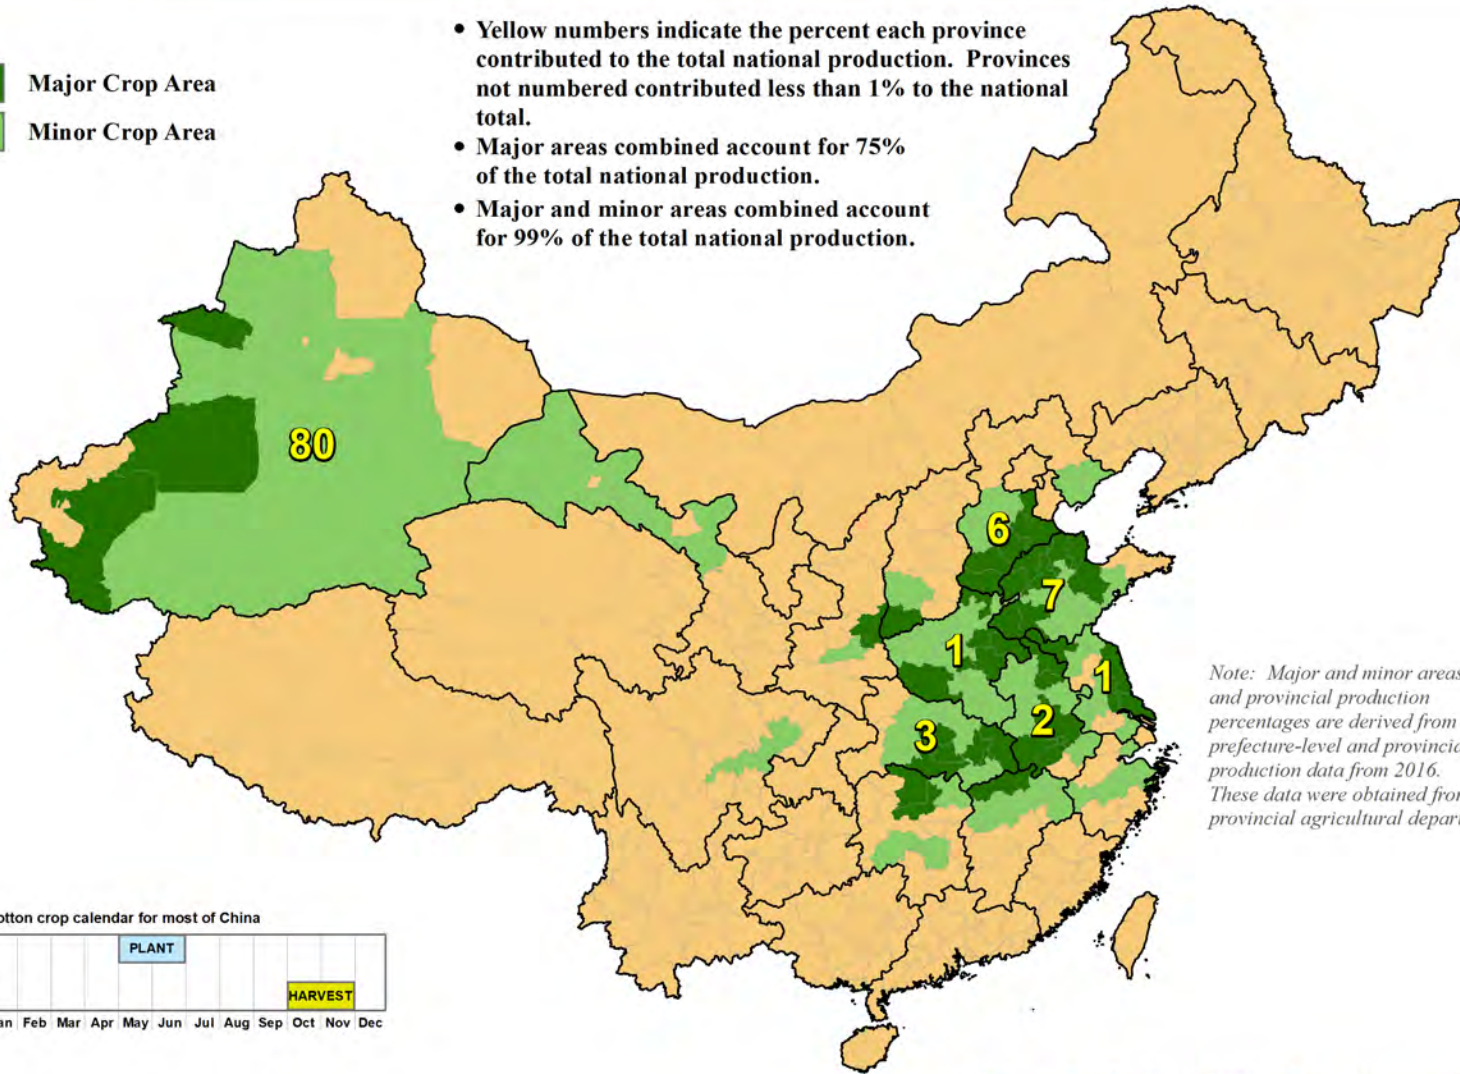 • Yellow numbers indicate the percent each province
contributed to the total national production. Provinces
not numbered contributed less than 1% to the national
total.
• Major areas combined account for 75%
of the total national production.
• Major and minor areas combined account
for 99% of the total national production.
Major Crop Area
Minor Crop Area
80
6
7
1
1
2
3
Note: Major and minor areas
and provincial production
percentages are derived from
prefecture-level and provincia
production data from 2016.
These data were obtained from
provincial agricultural depar
otton crop calendar for most of China
PLANT
HARVEST
an Feb Mar Apr May Jun Jul Aug Sep Oct Nov Dec